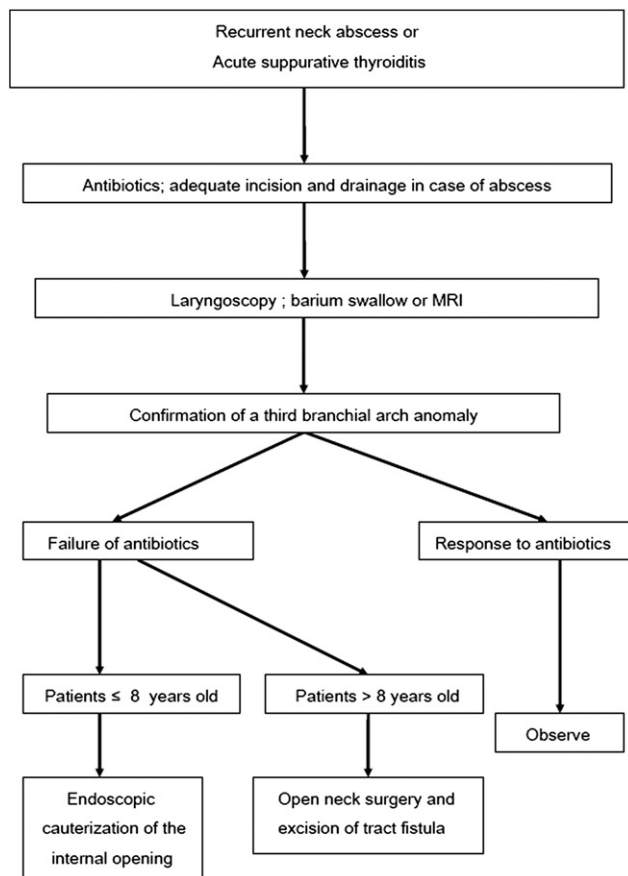 Recurrent neck abscess or
Acute suppurative thyroiditis
Antibiotics; adequate incision and drainage in case of abscess
Laryngoscopy ; barium swallow or MRI
Confirmation of a third branchial arch anomaly
Failure of antibiotics
Response to antibiotics
Patients ≤ 8 years old
Patients > 8 years old
Observe
Endoscopic
cauterization of the
internal opening
Open neck surgery and
excision of tract fistula